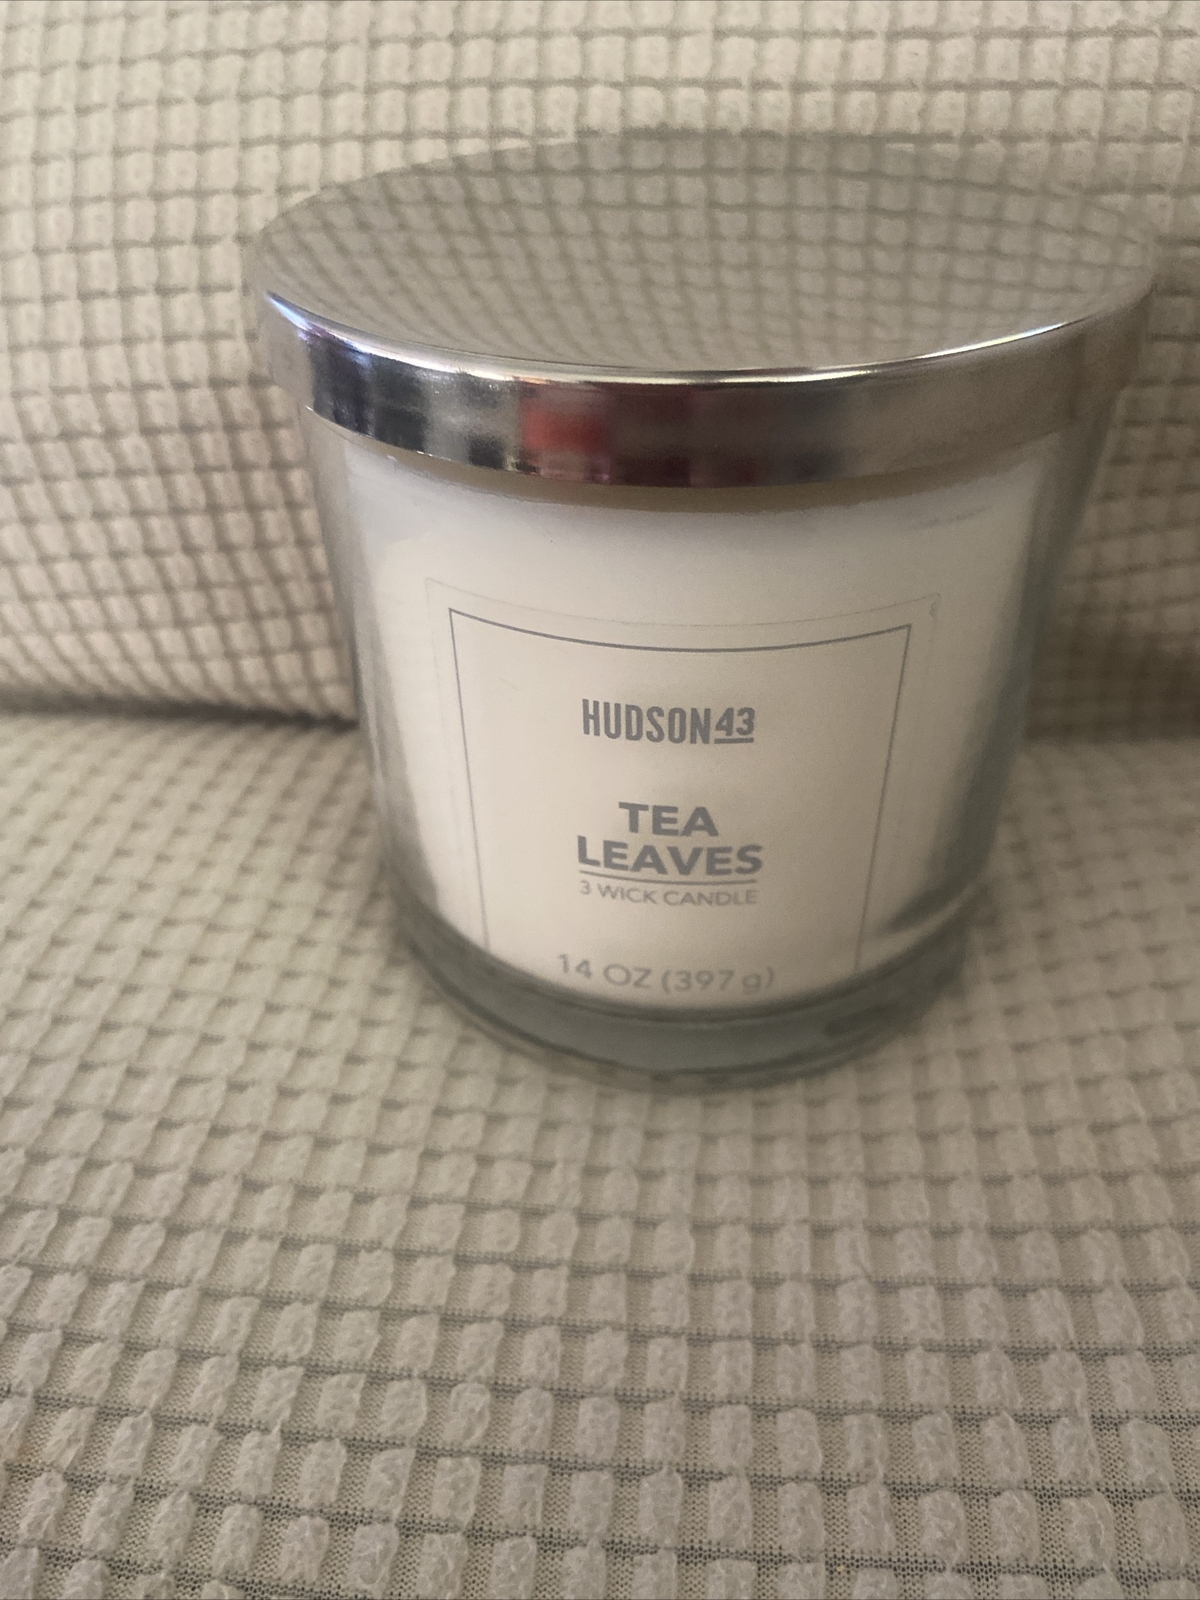 HUDSON43
TEA
LEAVES
3 WICK CANDLE
14 OZ (397 g)